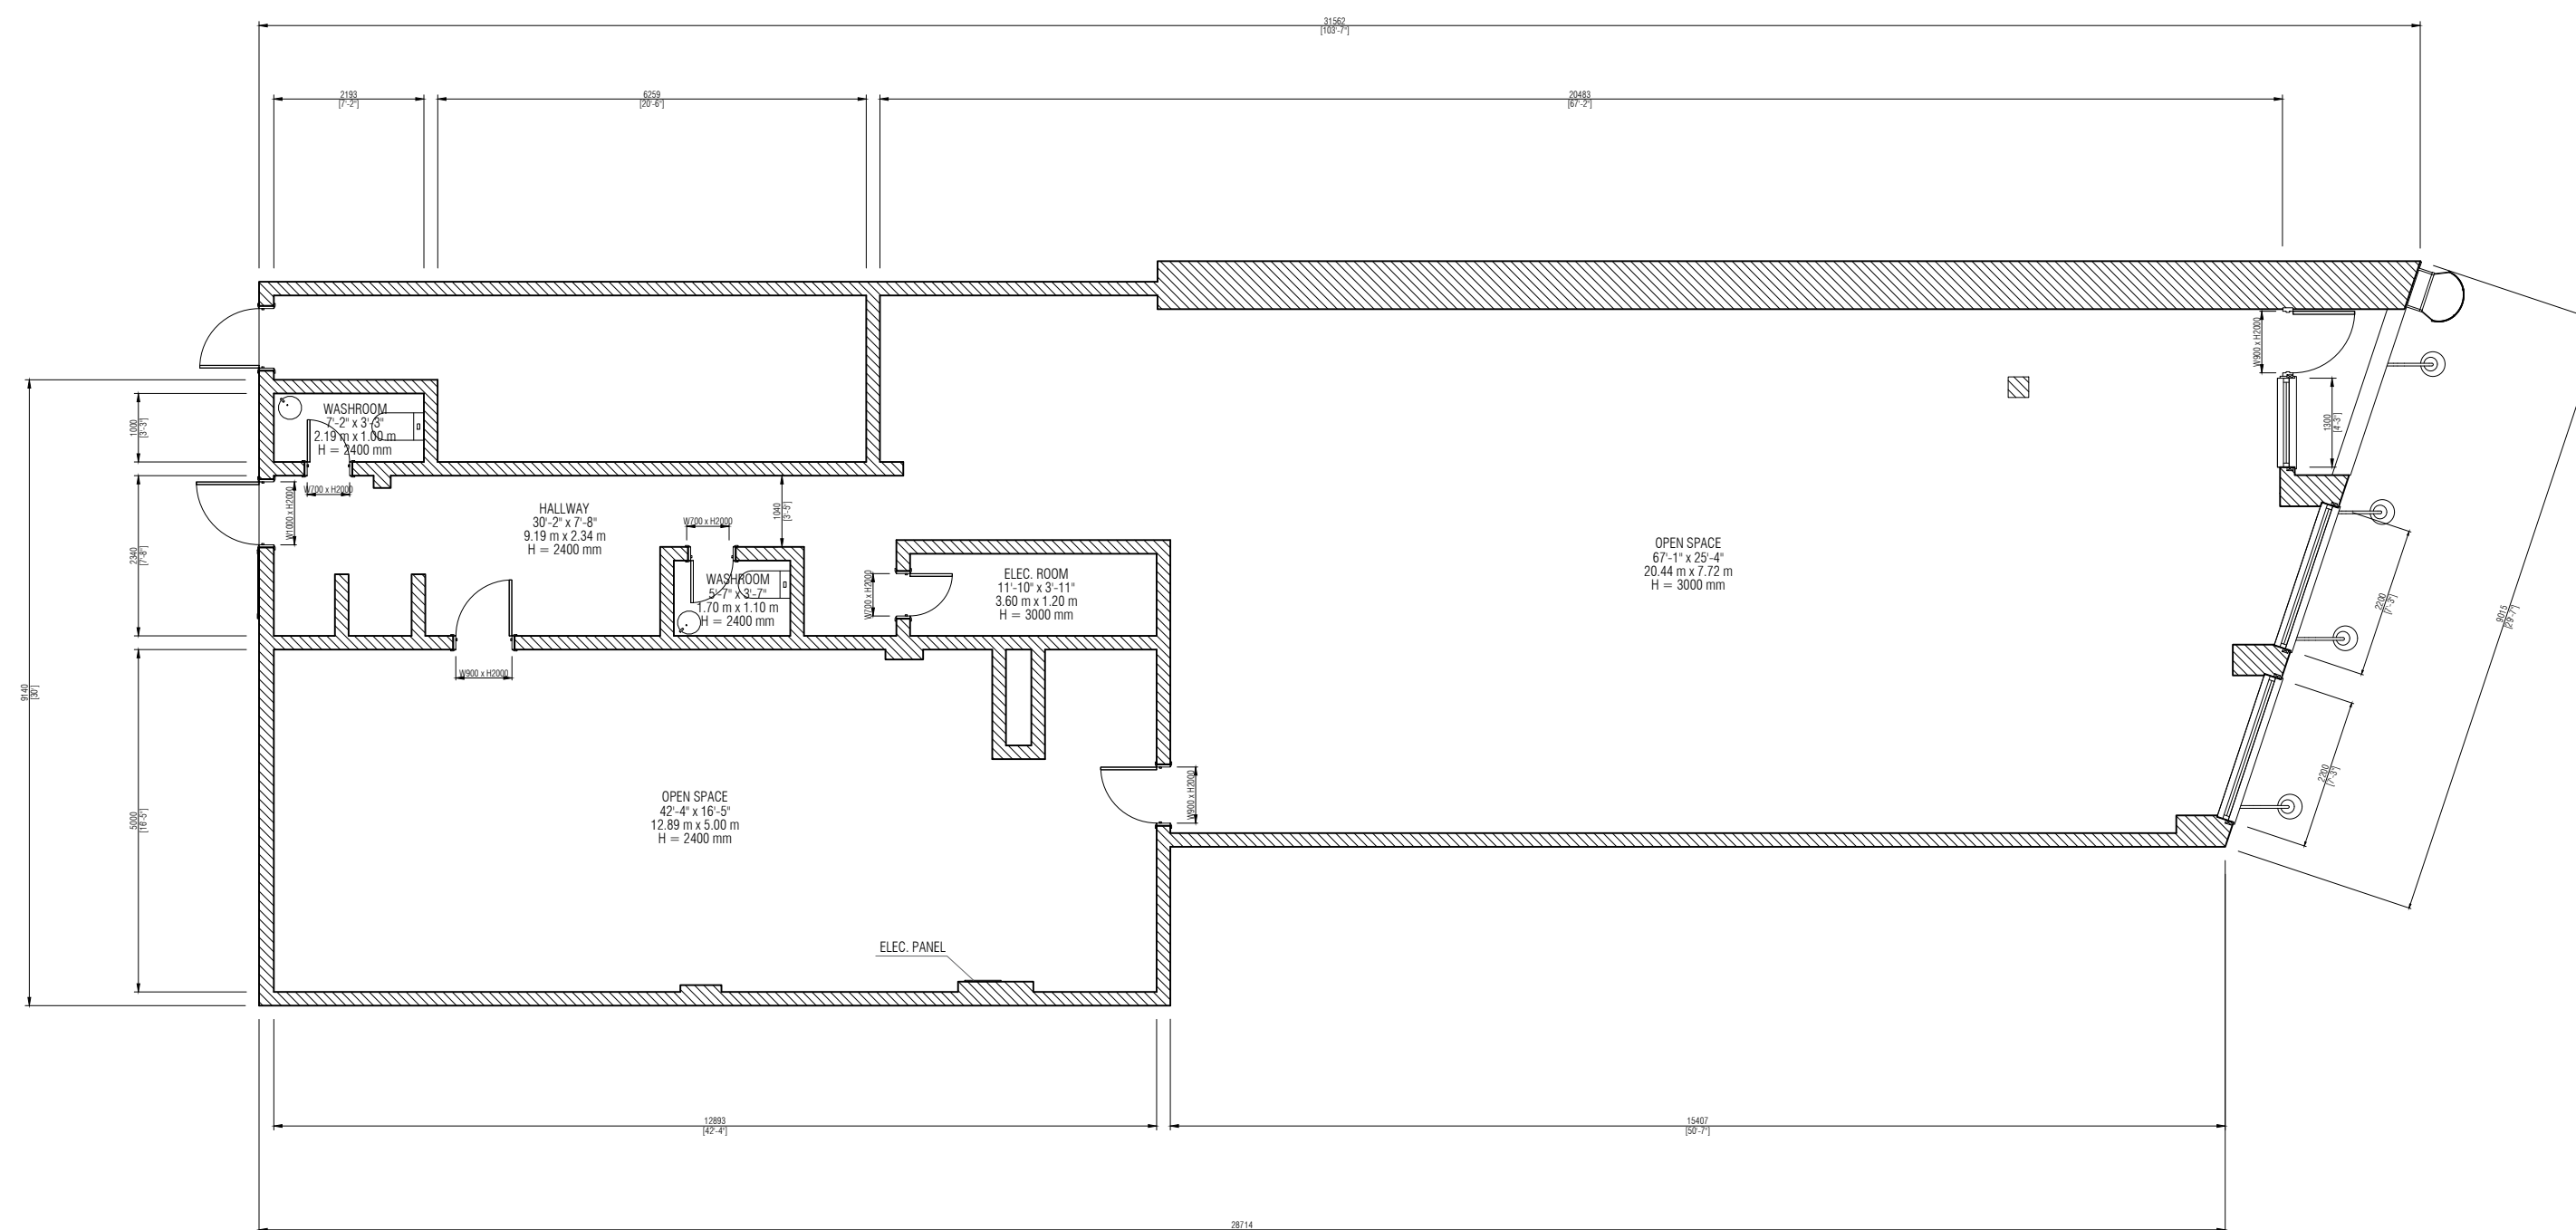 31562
[103'-7"]
2193
[7'-2"]
6259
[20'-6"]
20483
[67'-2"]
W900 x H2000
1300
[4'-3"]
WASHROOM
7'-2" x 3'-3"
2.19 m x 1.00 m
H = 2400 mm
1000
[3'-3"]
W700 x H2000
W1000 x H2000
2340
[7'-8"]
HALLWAY
30'-2" x 7'-8"
9.19 m x 2.34 m
H = 2400 mm
1040
[3'-5"]
W700 x H2000
WASHROOM
5'-7" x 3'-7"
1.70 m x 1.10 m
H = 2400 mm
W700 x H2000
ELEC. ROOM
11'-10" x 3'-11"
3.60 m x 1.20 m
H = 3000 mm
OPEN SPACE
67'-1" x 25'-4"
20.44 m x 7.72 m
H = 3000 mm
2200
[7'-3"]
9015
[29'-7"]
2200
[7'-3"]
9140
[30']
W900 x H2000
5000
[16'-5"]
OPEN SPACE
42'-4" x 16'-5"
12.89 m x 5.00 m
H = 2400 mm
W900 x H2000
ELEC. PANEL
12893
[42'-4"]
15407
[50'-7"]
28714